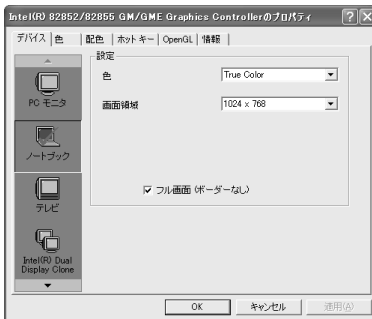 Intel(R) 82852/82855 GM/GME Graphics Controllerのプロパティ
デバイス 色 配色 ホットキー OpenGL 情報
PC モニタ
ノートブック
テレビ
Intel(R) Dual
Display Clone
設定
色 True Color
画面領域 1024 x 768
フル画面 (ボーダーなし)
OK キャンセル 適用(A)